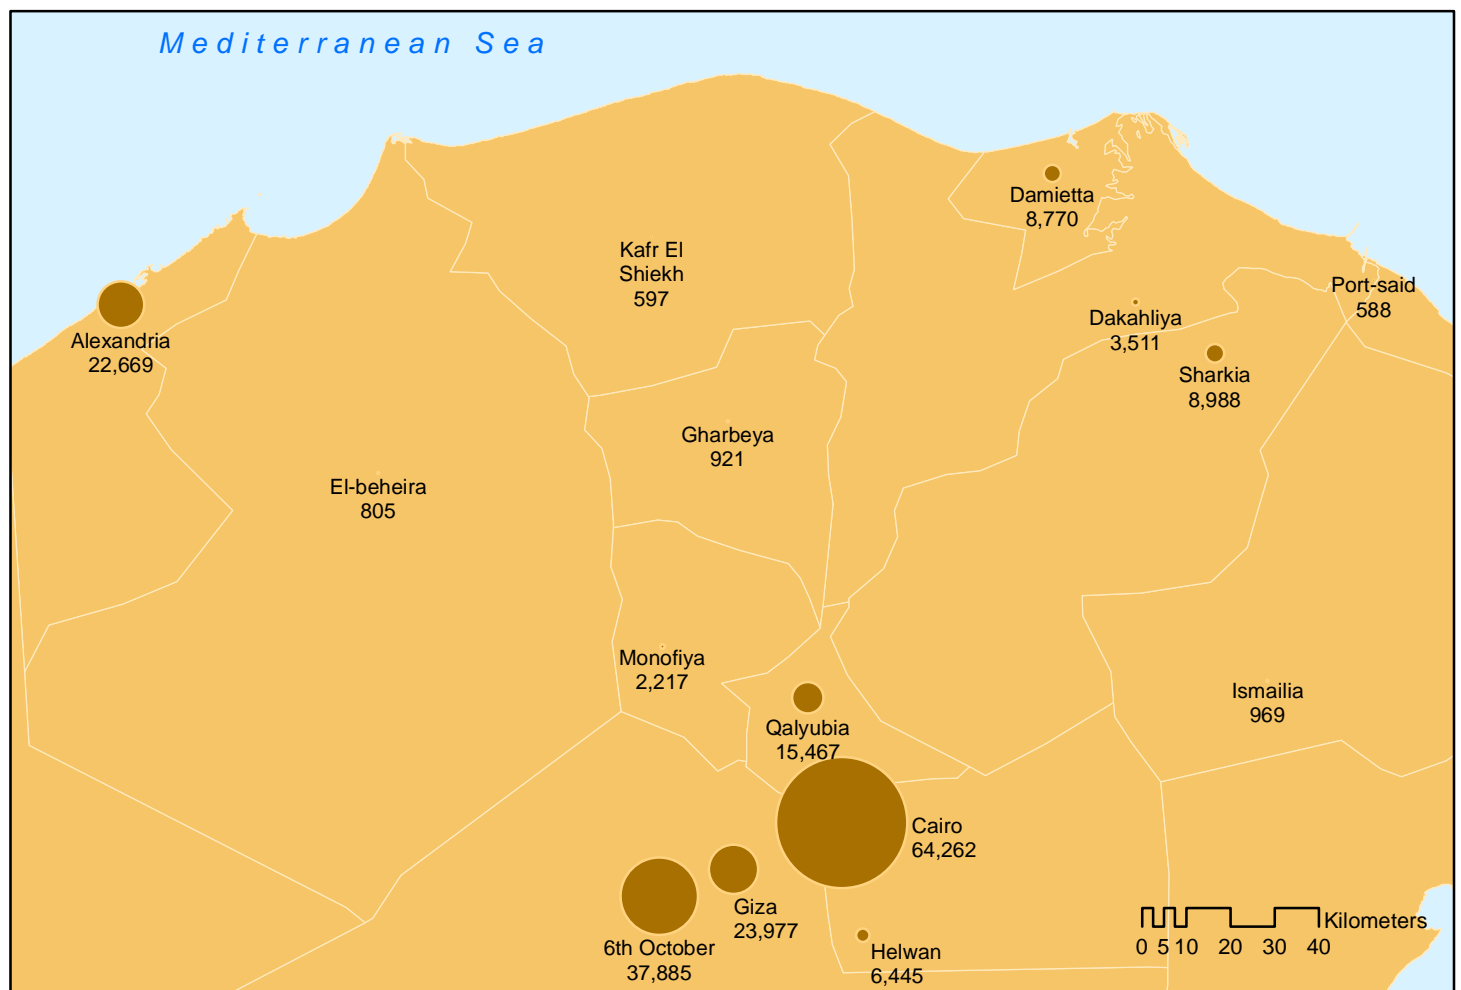 Mediterranean Sea
Damietta
8,770
Kafr El
Shiekh
597
Port-said
588
Dakahliya
3,511
Alexandria
22,669
Sharkia
8,988
Gharbeya
921
El-beheira
805
Monofiya
2,217
Ismailia
969
Qalyubia
15,467
Cairo
64,262
Giza
23,977
6th October
37,885
Helwan
6,445
Kilometers
0 5 10 20 30 40